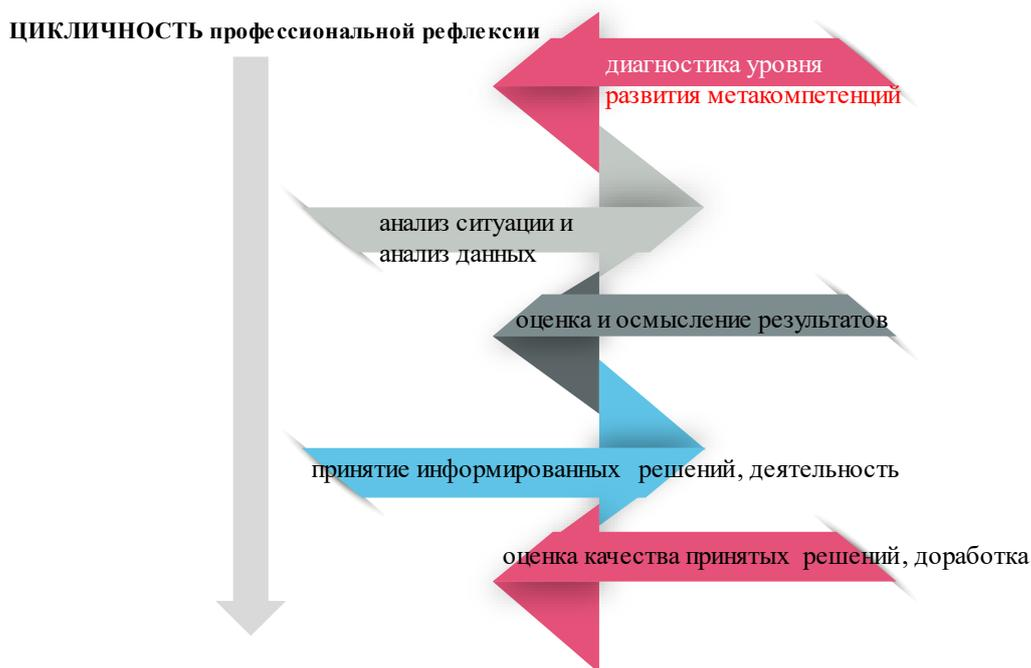 ЦИКЛИЧНОСТЬ профессиональной рефлексии
диагностика уровня
развития метакомпетенций
анализ ситуации и
анализ данных
оценка и осмысление результатов
принятие информированных решений, деятельность
оценка качества принятых решений, доработка